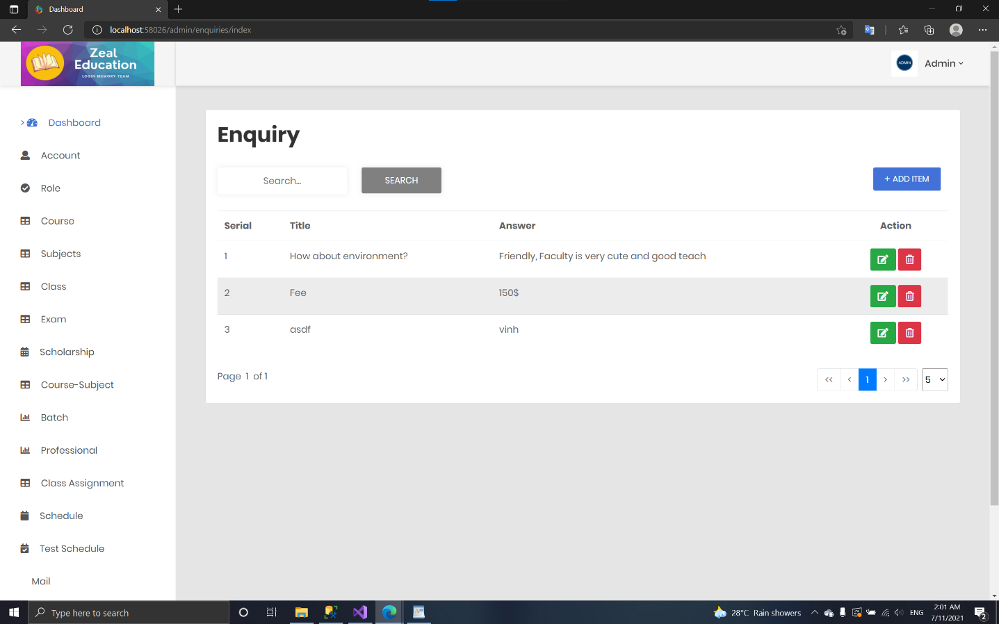 Dashboard
localhost:58026/admin/enquiries/index
Zeal
Education
LOGIN MEMORY TEAM
ADMIN
Admin
> Dashboard
Account
Role
Course
Subjects
Class
Exam
Scholarship
Course-Subject
Batch
Professional
Class Assignment
Schedule
Test Schedule
Mail
Enquiry
Search...
SEARCH
+ ADD ITEM
Serial Title Answer Action
1 How about environment? Friendly, Faculty is very cute and good teach
2 Fee 150$
3 asdf vinh
Page 1 of 1
<< < 1 > >> 5
Type here to search
28°C Rain showers
ENG
2:01 AM
7/11/2021
2